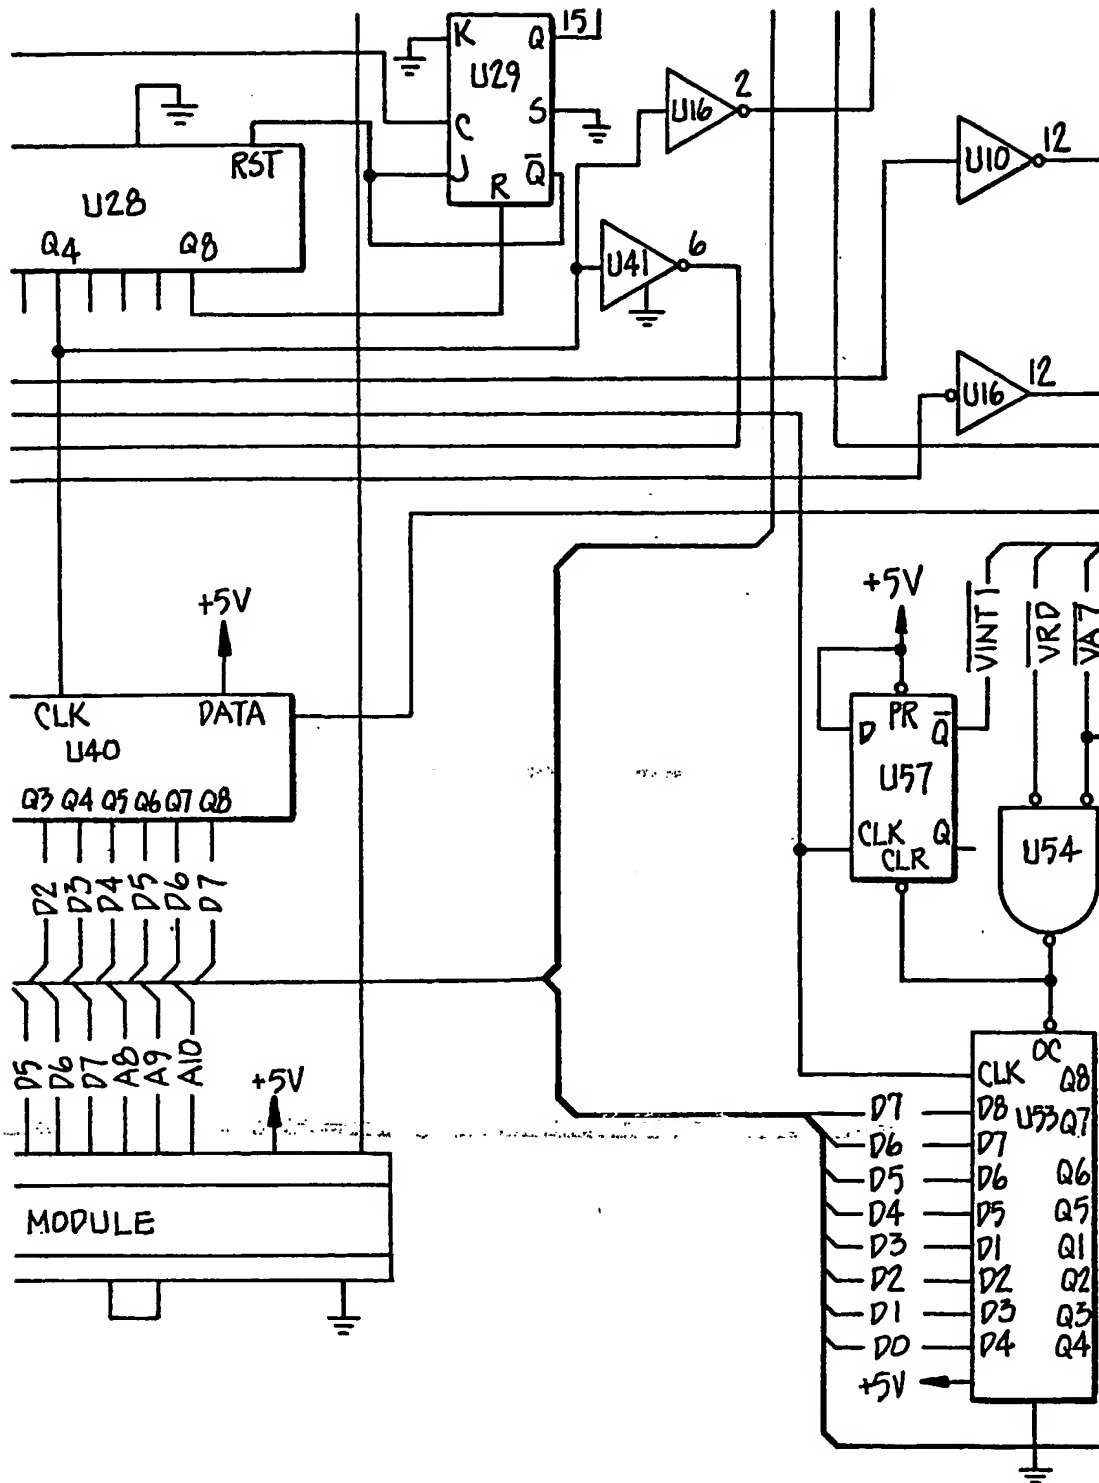 15
K Q
U29
S
C
J Q̅
R
U16 2
U10 12
RST
U28
Q4 Q8
U41 6
U16 12
+5V
CLK DATA
U40
Q3 Q4 Q5 Q6 Q7 Q8
D2 D3 D4 D5 D6 D7
D5 D6 D7 A8 A9 A10
+5V
MODULE
+5V
V̅I̅N̅T̅1̅ V̅R̅D̅ V̅A̅7̅
PR
D Q̅
U57
CLK Q
CLR
U54
OC
CLK Q8
D7 D8 U53 Q7
D6 D7
D5 D6 Q6
D4 D5 Q5
D3 D1 Q1
D2 D2 Q2
D1 D3 Q3
D0 D4 Q4
+5V